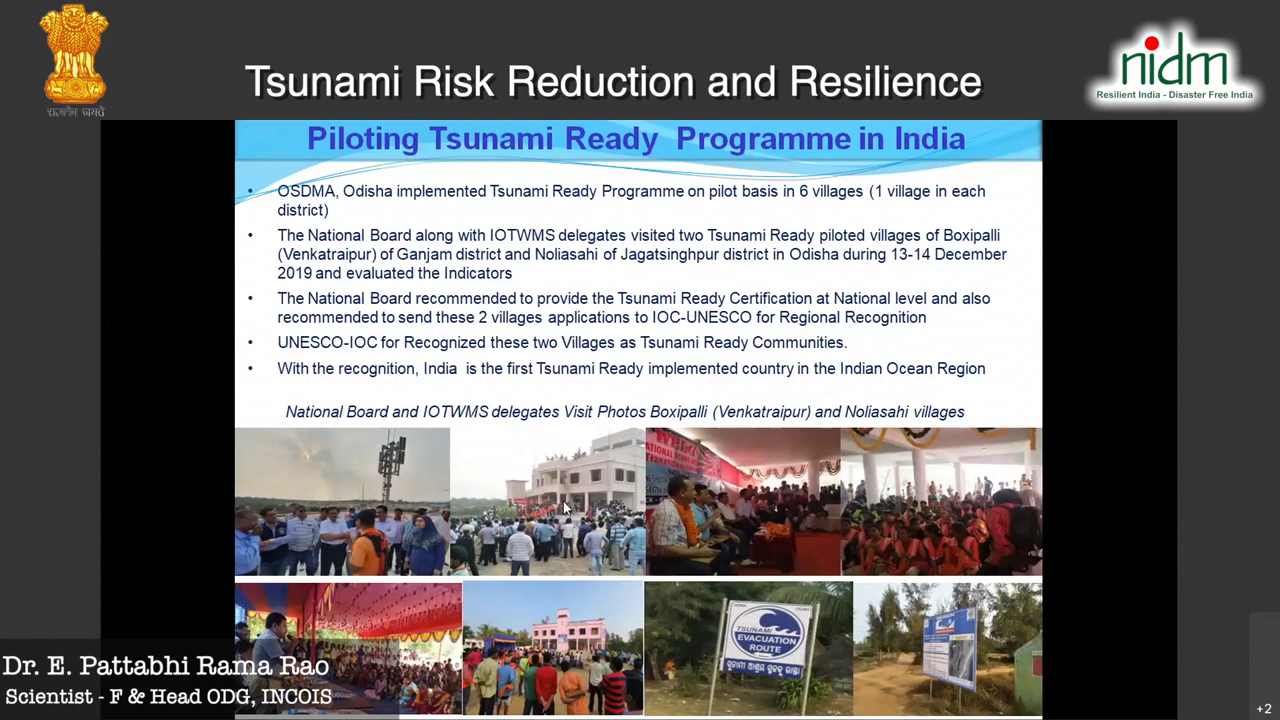 सत्यमेव जयते
Tsunami Risk Reduction and Resilience
nidm
Resilient India - Disaster Free India
Piloting Tsunami Ready Programme in India
• OSDMA, Odisha implemented Tsunami Ready Programme on pilot basis in 6 villages (1 village in each
district)
• The National Board along with IOTWMS delegates visited two Tsunami Ready piloted villages of Boxipalli
(Venkatraipur) of Ganjam district and Noliasahi of Jagatsinghpur district in Odisha during 13-14 December
2019 and evaluated the Indicators
• The National Board recommended to provide the Tsunami Ready Certification at National level and also
recommended to send these 2 villages applications to IOC-UNESCO for Regional Recognition
• UNESCO-IOC for Recognized these two Villages as Tsunami Ready Communities.
• With the recognition, India is the first Tsunami Ready implemented country in the Indian Ocean Region
National Board and IOTWMS delegates Visit Photos Boxipalli (Venkatraipur) and Noliasahi villages
TSUNAMI
EVACUATION
ROUTE
Dr. E. Pattabhi Rama Rao
Scientist - F & Head ODG, INCOIS
+2